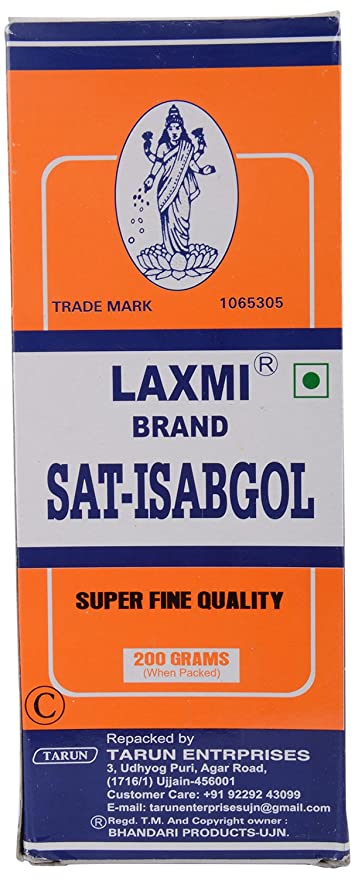 TRADE MARK 1065305
LAXMI ®
BRAND
SAT-ISABGOL
SUPER FINE QUALITY
200 GRAMS
(When Packed)
©
Repacked by
TARUN
TARUN ENTRPRISES
3, Udhyog Puri, Agar Road,
(1716/1) Ujjain-456001
Customer Care: +91 92292 43099
E-mail: tarunenterprisesujn@gmail.com
® Regd. T.M. And Copyright owner :
BHANDARI PRODUCTS-UJN.